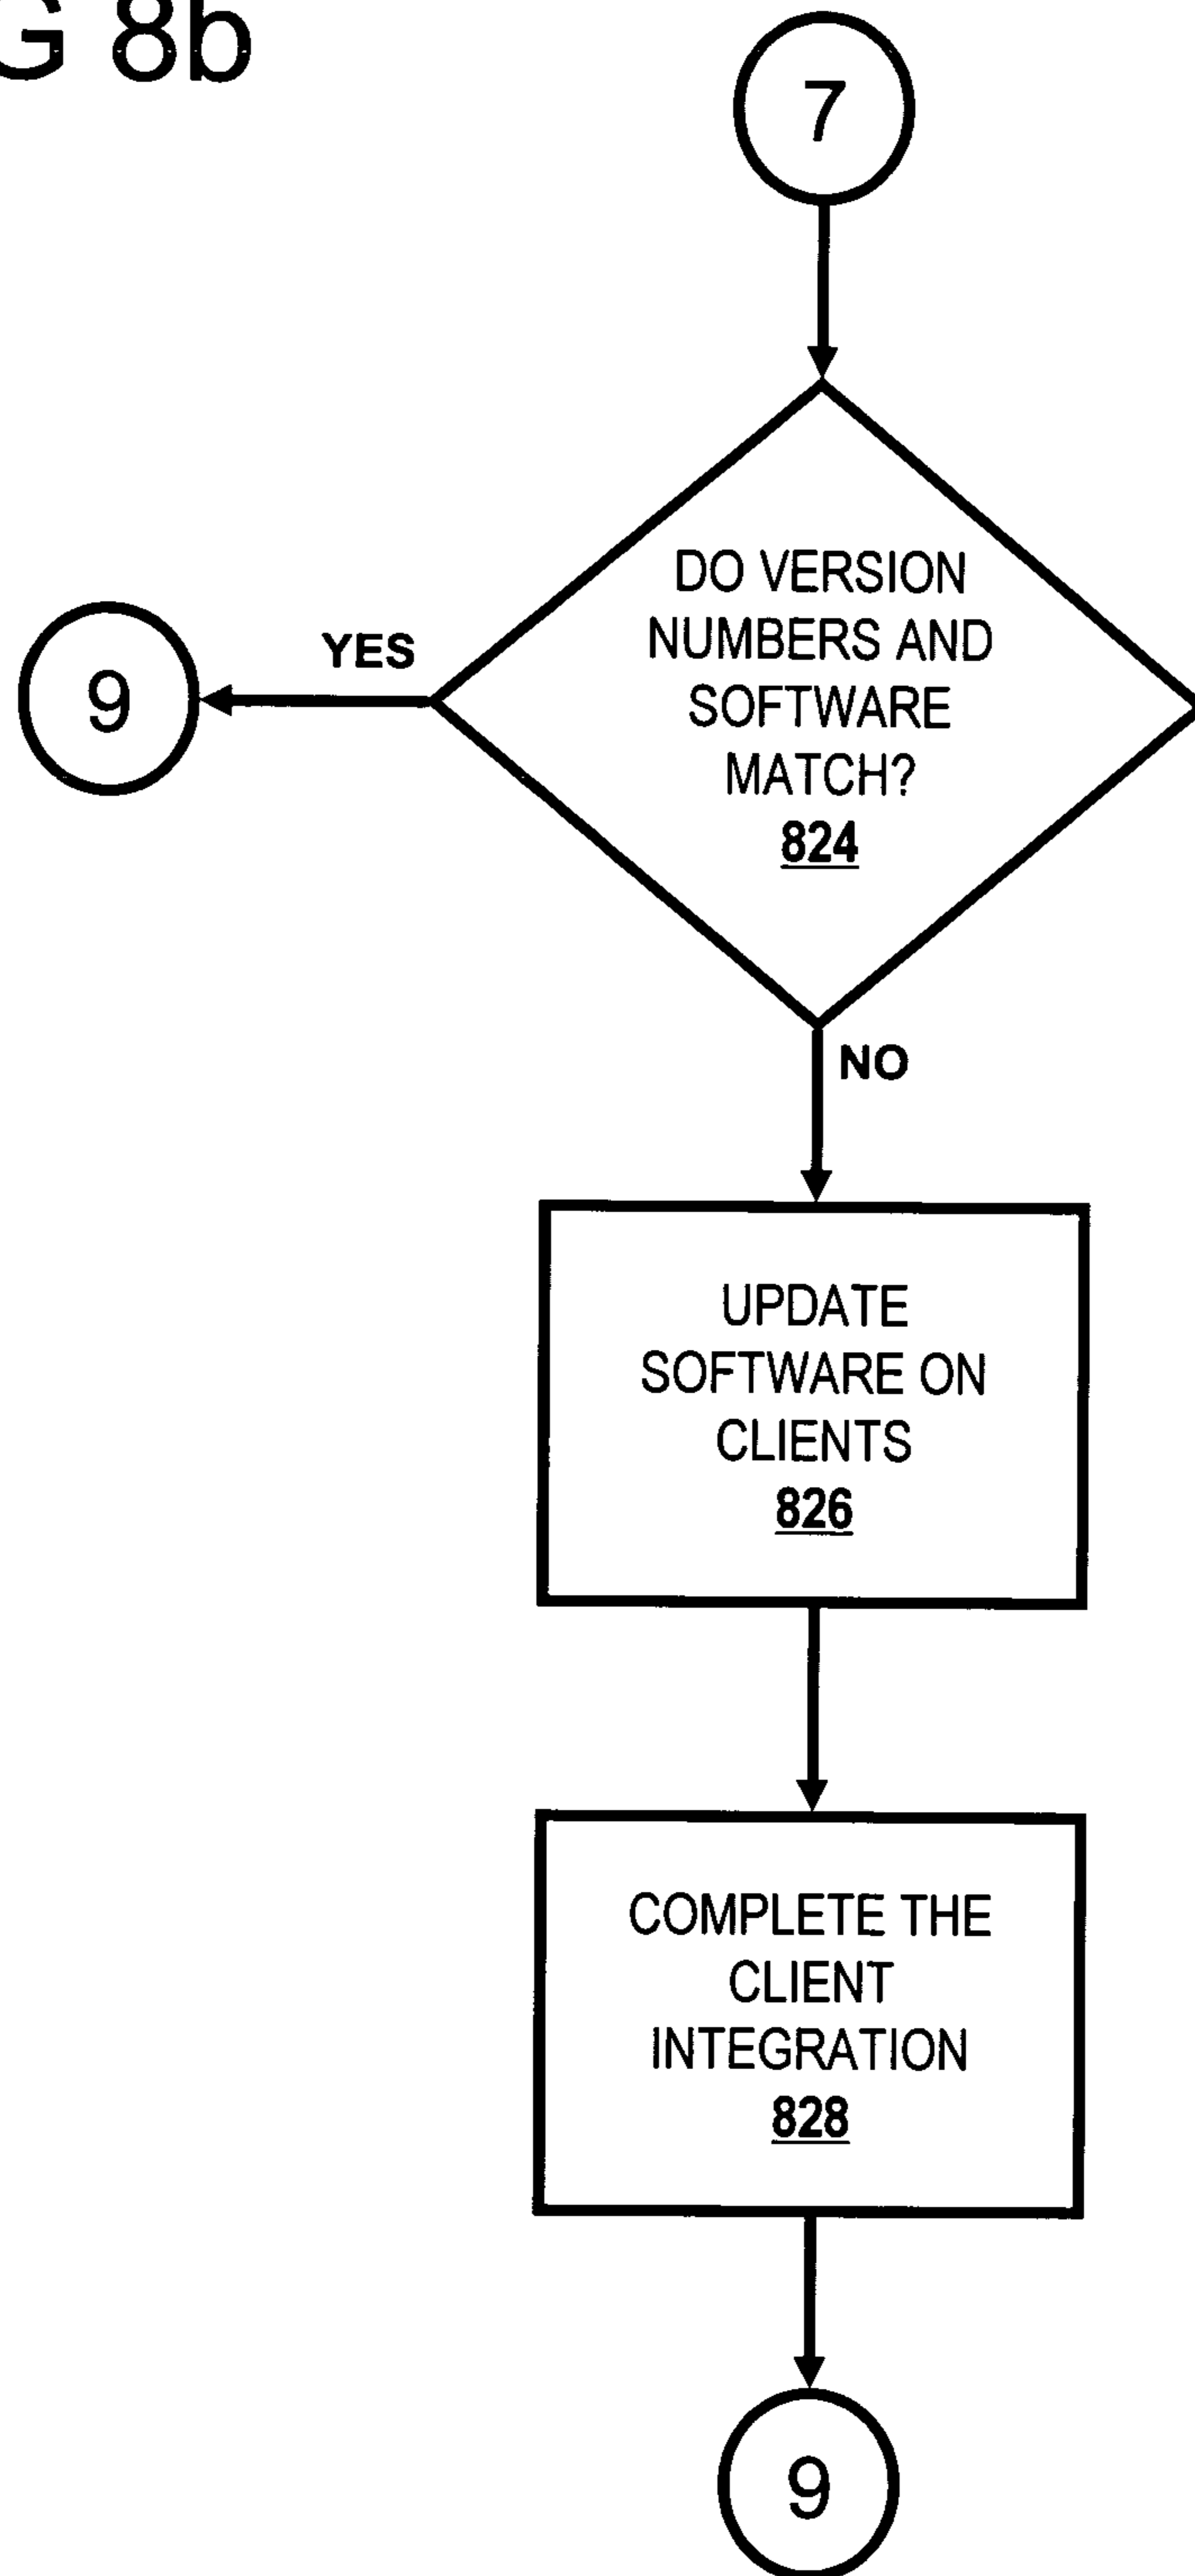 G 8b
7
DO VERSION
NUMBERS AND
SOFTWARE
MATCH?
824
YES
9
NO
UPDATE
SOFTWARE ON
CLIENTS
826
COMPLETE THE
CLIENT
INTEGRATION
828
9